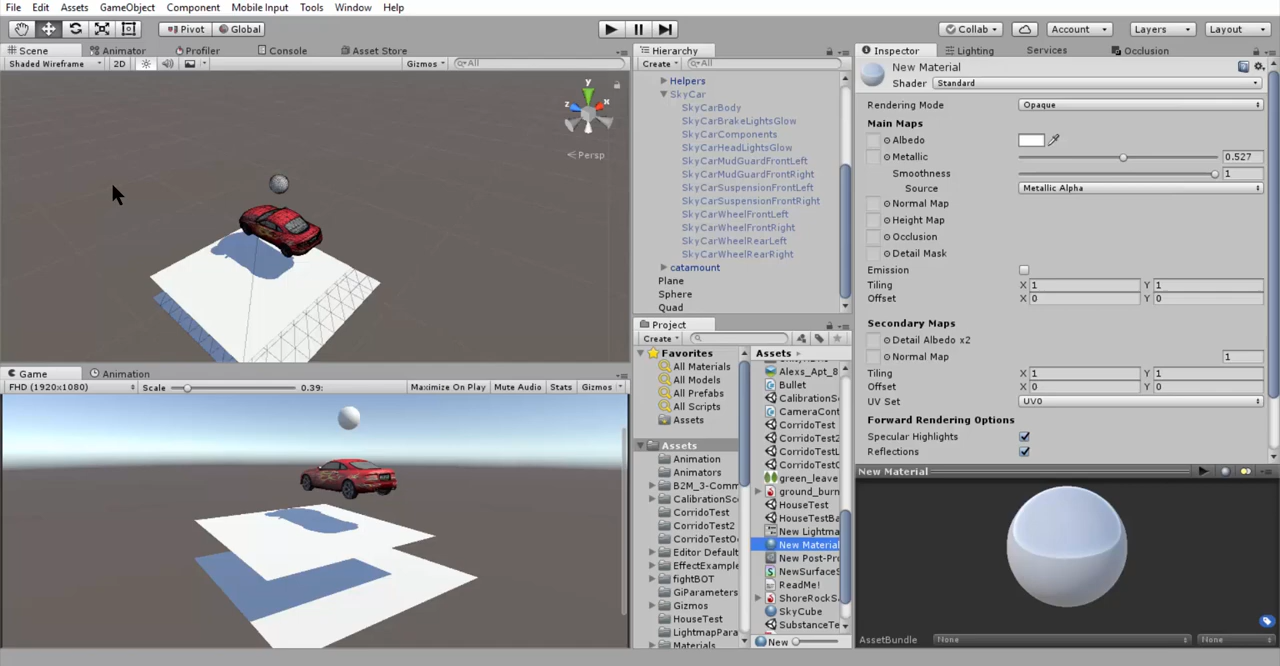 File Edit Assets GameObject Component Mobile Input Tools Window Help
Pivot Global Collab Account Layers Layout
Scene Animator Profiler Console Asset Store
Shaded Wireframe 2D Gizmos All
y
z x
Persp
Game Animation
FHD (1920x1080) Scale 0.39: Maximize On Play Mute Audio Stats Gizmos
Hierarchy
Create All
Helpers
SkyCar
SkyCarBody
SkyCarBrakeLightsGlow
SkyCarComponents
SkyCarHeadLightsGlow
SkyCarMudGuardFrontLeft
SkyCarMudGuardFrontRight
SkyCarSuspensionFrontLeft
SkyCarSuspensionFrontRight
SkyCarWheelFrontLeft
SkyCarWheelFrontRight
SkyCarWheelRearLeft
SkyCarWheelRearRight
catamount
Plane
Sphere
Quad
Project
Create
Favorites
All Materials
All Models
All Prefabs
All Scripts
Assets
Assets
Animation
Animators
B2M_3-Comm
CalibrationSc
CorridoTest
CorridoTest2
CorridoTestO
Editor Default
EffectExample
fightBOT
GiParameters
Gizmos
HouseTest
LightmapPara
Materials
Assets
Alexs_Apt_8
Bullet
CalibrationSc
CameraCont
CorridoTest
CorridoTest2
CorridoTestL
CorridoTestO
green_leave
ground_burn
HouseTest
HouseTestBa
New Lightma
New Material
New Post-Pro
NewSurfaceS
ReadMe!
ShoreRockSa
SkyCube
SubstanceTe
New
Inspector Lighting Services Occlusion
New Material
Shader Standard
Rendering Mode Opaque
Main Maps
Albedo
Metallic 0.527
Smoothness 1
Source Metallic Alpha
Normal Map
Height Map
Occlusion
Detail Mask
Emission
Tiling X 1 Y 1
Offset X 0 Y 0
Secondary Maps
Detail Albedo x2
Normal Map 1
Tiling X 1 Y 1
Offset X 0 Y 0
UV Set UV0
Forward Rendering Options
Specular Highlights
Reflections
New Material
AssetBundle None None